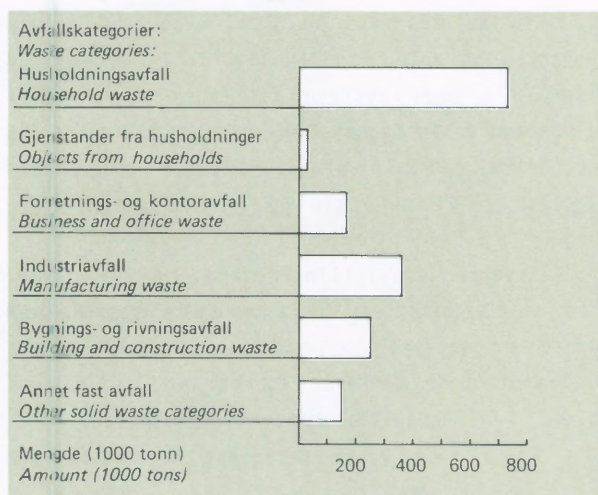 Avfallskategorier:
Waste categories:
Husholdningsavfall
Household waste
Gjenstander fra husholdninger
Objects from households
Forretnings- og kontoravfall
Business and office waste
Industriavfall
Manufacturing waste
Bygnings- og rivningsavfall
Building and construction waste
Annet fast avfall
Other solid waste categories
Mengde (1000 tonn)
Amount (1000 tons)
200 400 600 800